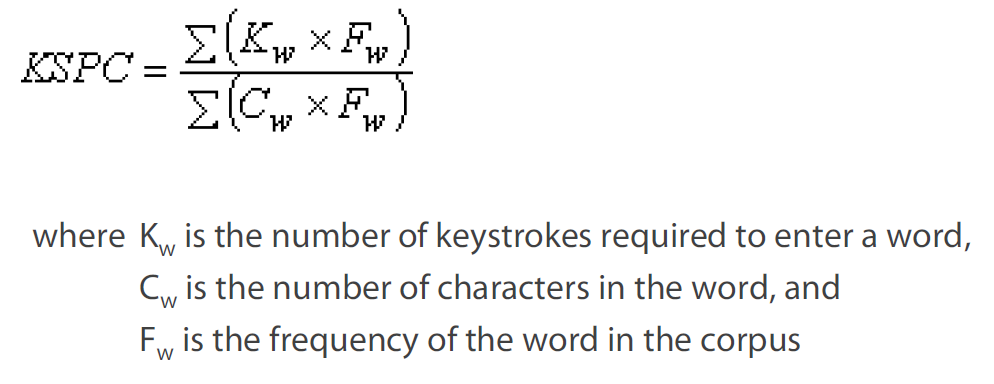 KSPC = ∑(K_w × F_w) / ∑(C_w × F_w)
where K_w is the number of keystrokes required to enter a word,
C_w is the number of characters in the word, and
F_w is the frequency of the word in the corpus